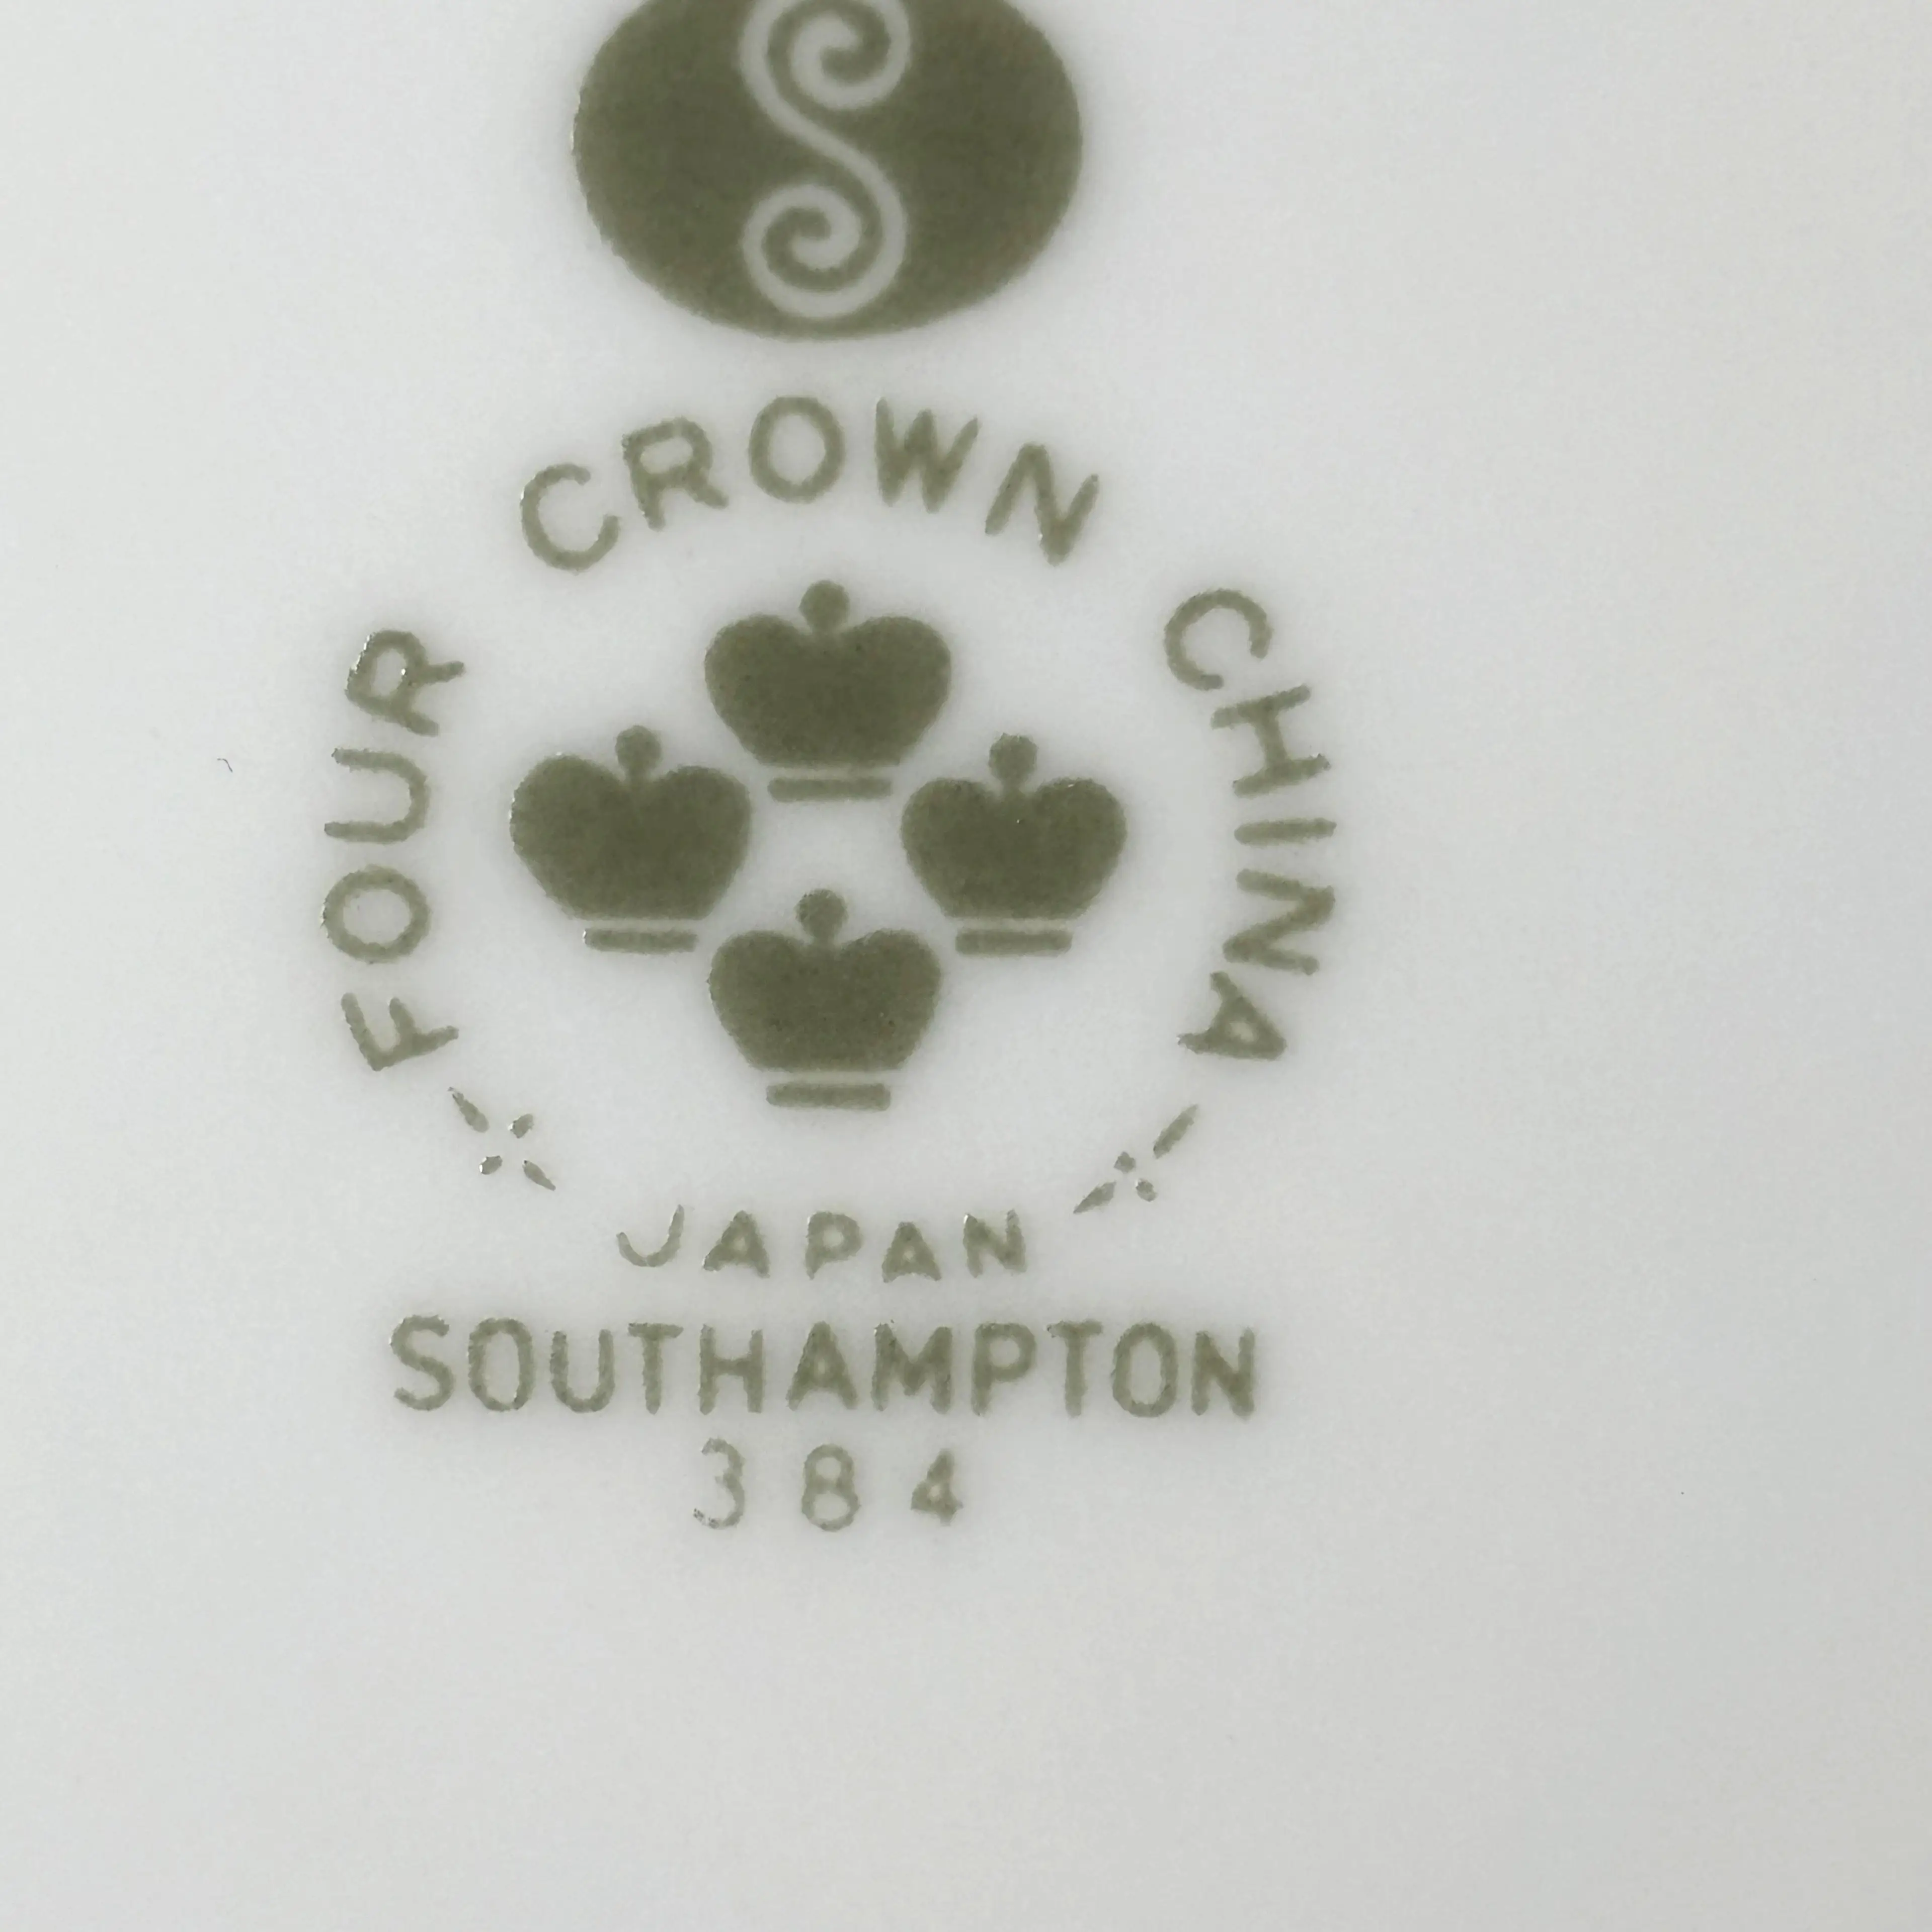 S
FOUR CROWN CHINA
JAPAN
SOUTHAMPTON
384